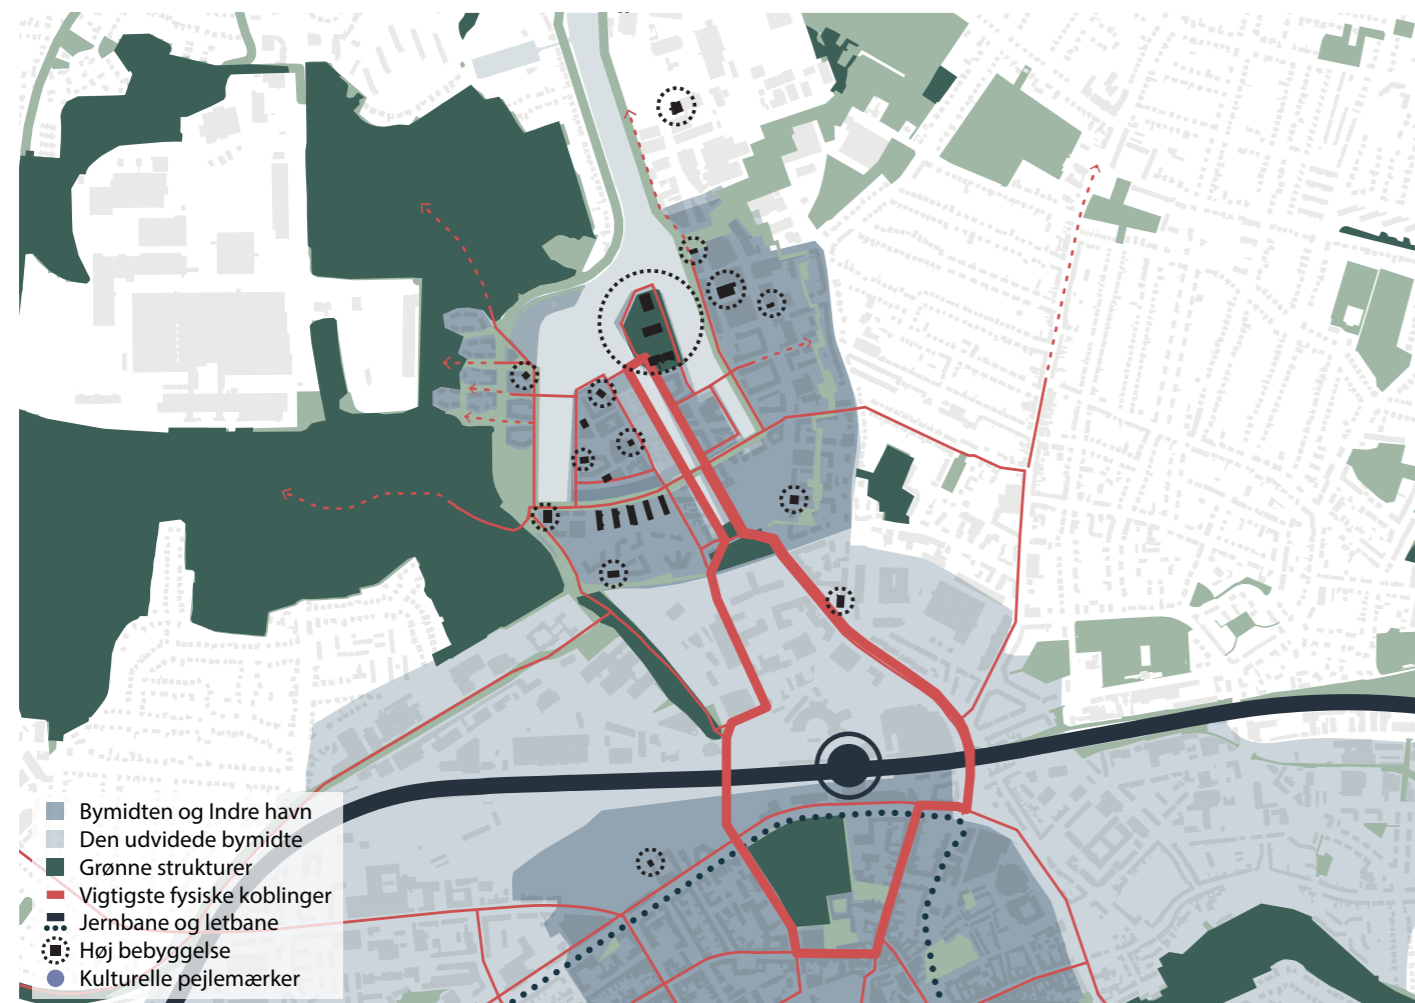 Bymidten og Indre havn
Den udvidede bymidte
Grønne strukturer
Vigtigste fysiske koblinger
Jernbane og letbane
Høj bebyggelse
Kulturelle pejlemærker